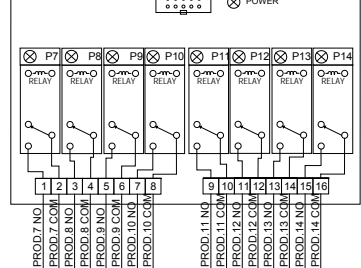 POWER
P7 P8 P9 P10 P11 P12 P13 P14
RELAY RELAY RELAY RELAY RELAY RELAY RELAY RELAY
1 2 3 4 5 6 7 8 9 10 11 12 13 14 15 16
PROD.7 NO
PROD.7 COM
PROD.8 NO
PROD.8 COM
PROD.9 NO
PROD.9 COM
PROD.10 NO
PROD.10 COM
PROD.11 NO
PROD.11 COM
PROD.12 NO
PROD.12 COM
PROD.13 NO
PROD.13 COM
PROD.14 NO
PROD.14 COM